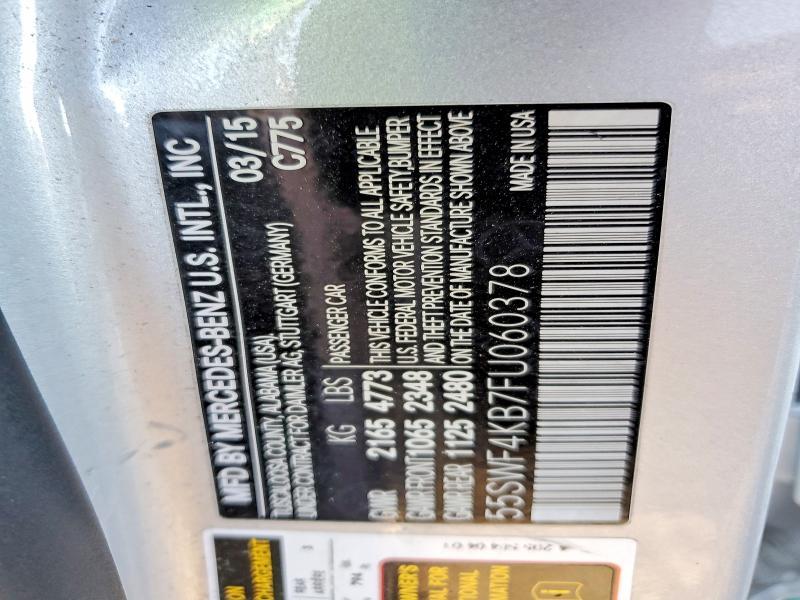 MFD BY MERCEDES-BENZ U.S. INTL., INC
TUSCALOOSA COUNTY, ALABAMA (USA) 03/15
UNDER CONTRACT FOR DAIMLER AG, STUTTGART (GERMANY) C775
KG LBS PASSENGER CAR
GVWR 2165 4773 THIS VEHICLE CONFORMS TO ALL APPLICABLE
GAWR FRONT 1065 2348 U.S. FEDERAL MOTOR VEHICLE SAFETY, BUMPER
GAWR REAR 1125 2480 AND THEFT PREVENTION STANDARDS IN EFFECT
ON THE DATE OF MANUFACTURE SHOWN ABOVE
55SWF4KB7FU060378 MADE IN USA
REAR 3
ARRIÈRE